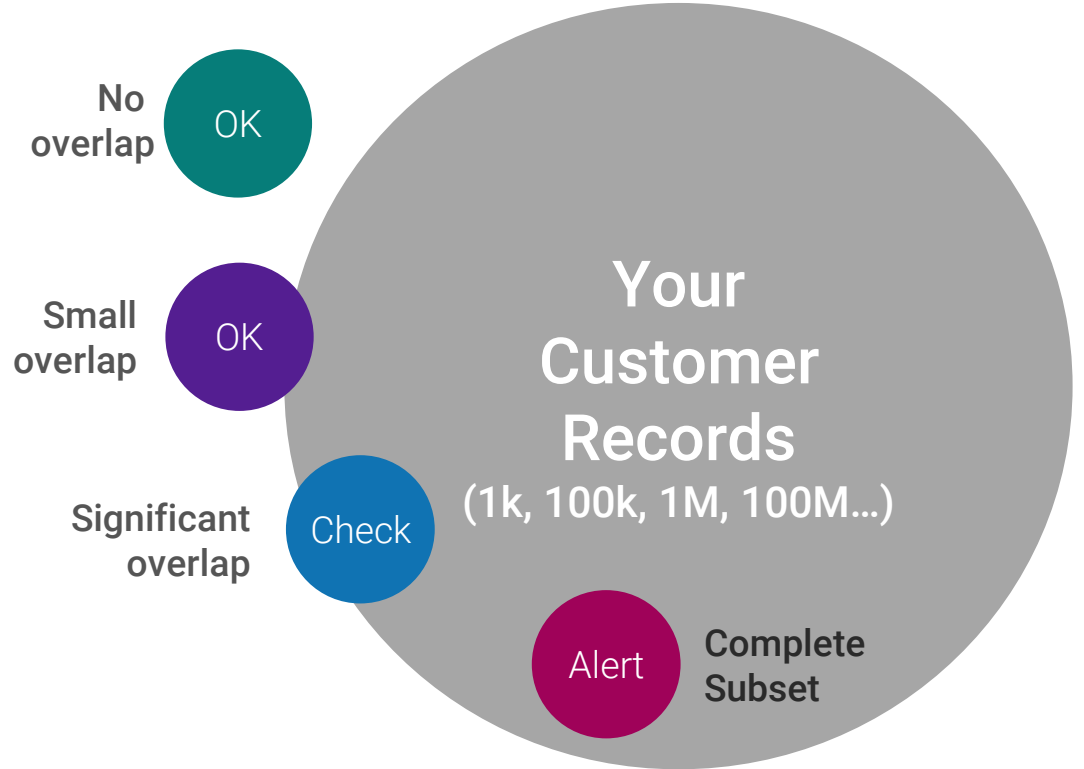 No
overlap
OK
Small
overlap
OK
Your
Customer
Records
(1k, 100k, 1M, 100M…)
Significant
overlap
Check
Alert
Complete
Subset